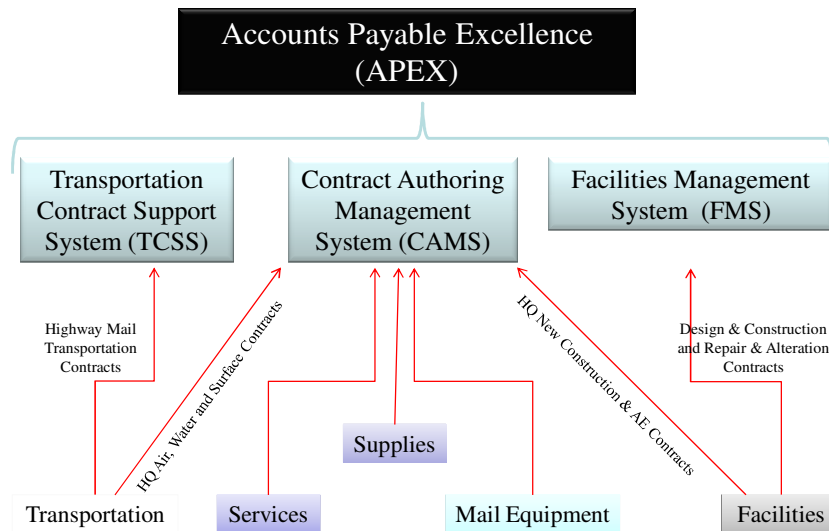 Accounts Payable Excellence
(APEX)
Transportation
Contract Support
System (TCSS)
Contract Authoring
Management
System (CAMS)
Facilities Management
System (FMS)
Highway Mail
Transportation
Contracts
HQ Air, Water and Surface Contracts
HQ New Construction & AE Contracts
Design & Construction
and Repair & Alteration
Contracts
Supplies
Transportation
Services
Mail Equipment
Facilities